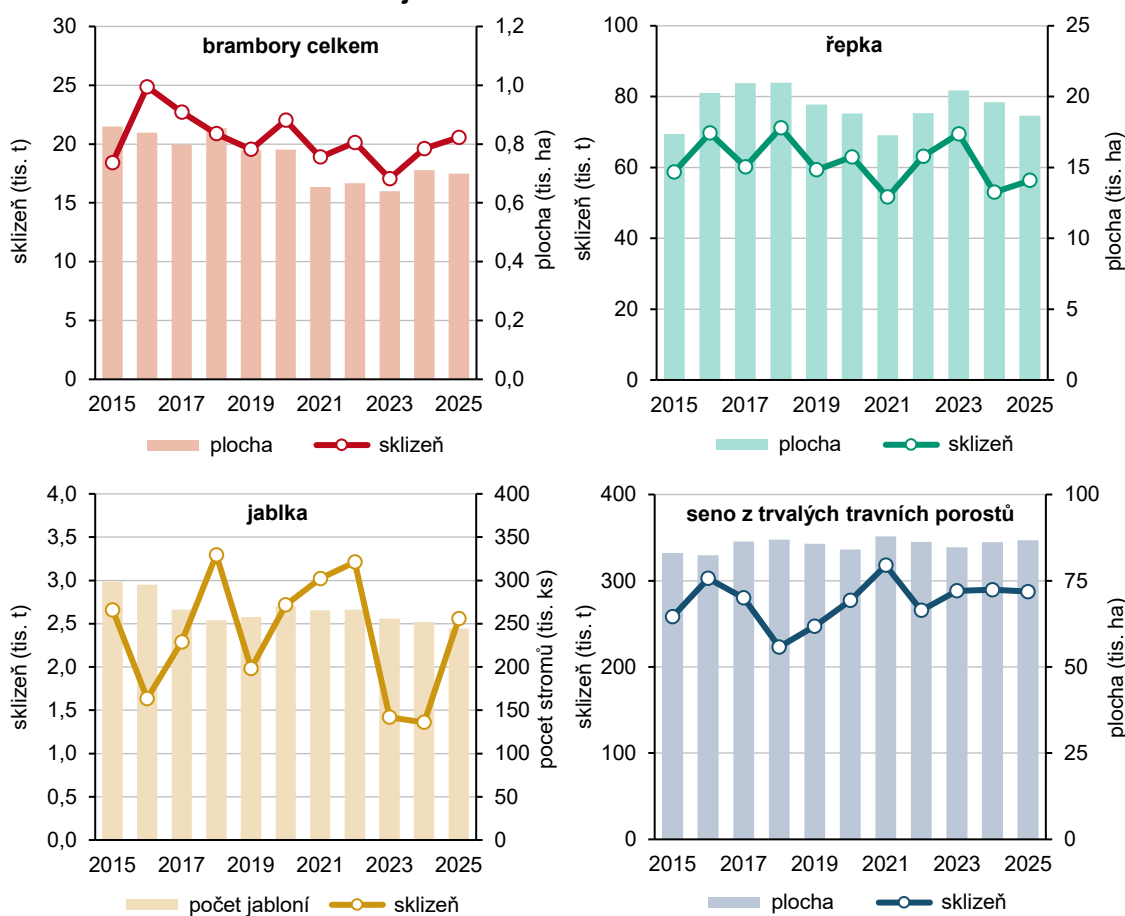 brambory celkem
sklizeň (tis. t)
30
25
20
15
10
5
0
1,2
1,0
0,8
0,6
0,4
0,2
0,0
plocha (tis. ha)
2015 2017 2019 2021 2023 2025
plocha sklizeň
řepka
sklizeň (tis. t)
100
80
60
40
20
0
25
20
15
10
5
0
plocha (tis. ha)
2015 2017 2019 2021 2023 2025
plocha sklizeň
jablka
sklizeň (tis. t)
4,0
3,5
3,0
2,5
2,0
1,5
1,0
0,5
0,0
400
350
300
250
200
150
100
50
0
pocet stromů (tis. ks)
2015 2017 2019 2021 2023 2025
počet jabloní sklizeň
seno z trvalých travních porostů
sklizeň (tis. t)
400
300
200
100
0
100
75
50
25
0
plocha (tis. ha)
2015 2017 2019 2021 2023 2025
plocha sklizeň